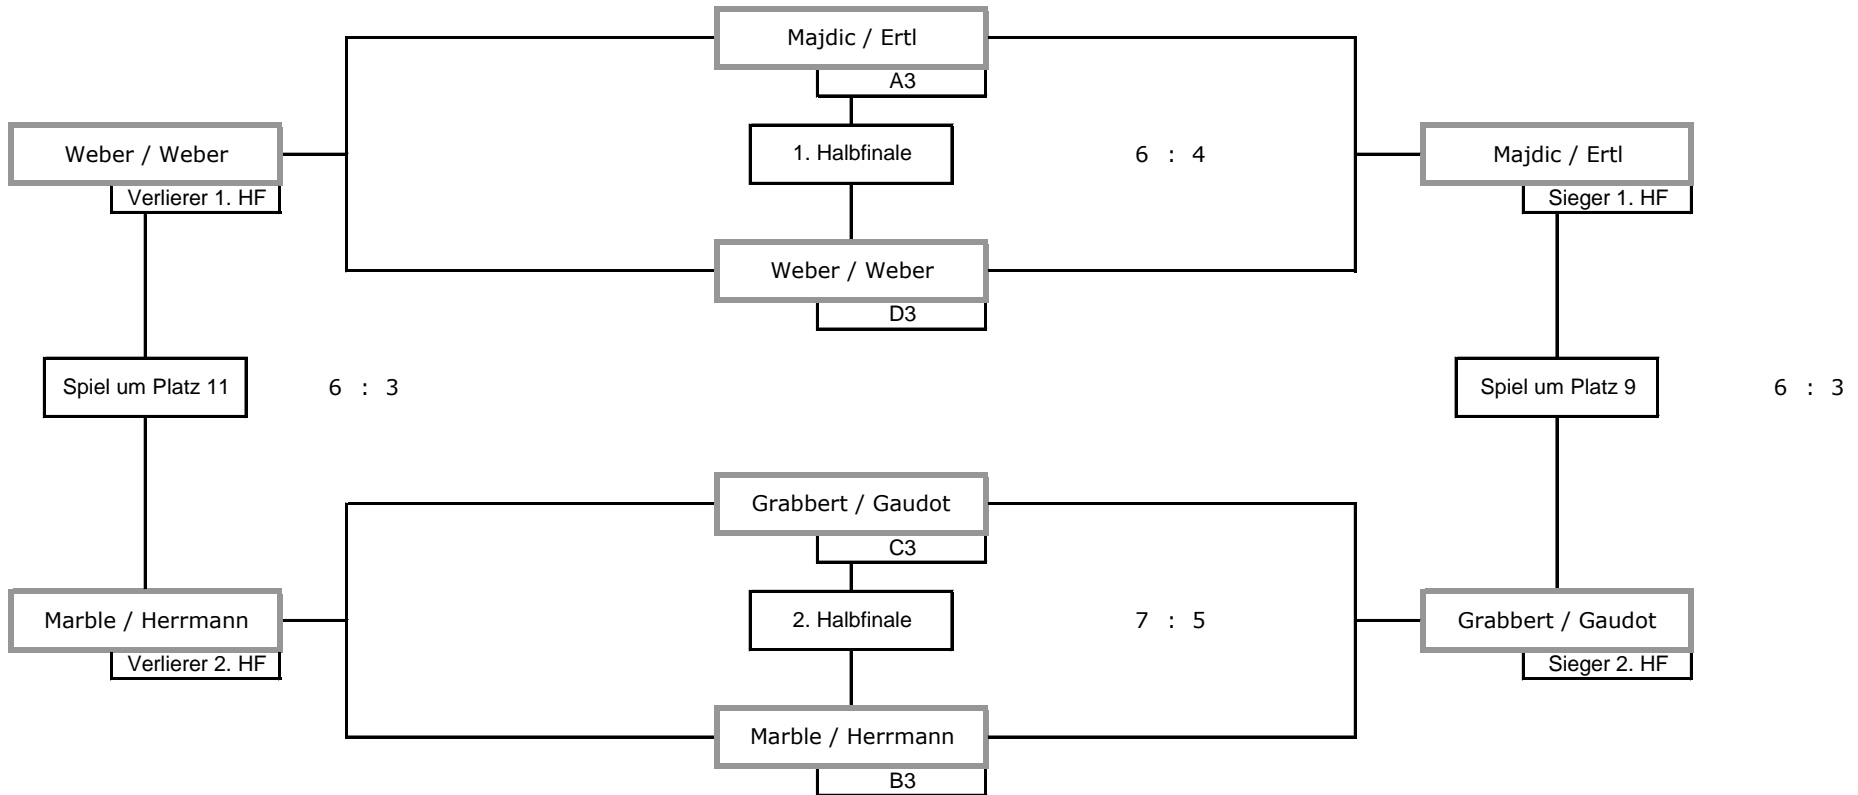 Majdic / Ertl
A3
Weber / Weber
1. Halbfinale
6 : 4
Majdic / Ertl
Verlierer 1. HF
Sieger 1. HF
Weber / Weber
D3
Spiel um Platz 11
6 : 3
Spiel um Platz 9
6 : 3
Grabbert / Gaudot
C3
Marble / Herrmann
2. Halbfinale
7 : 5
Grabbert / Gaudot
Verlierer 2. HF
Sieger 2. HF
Marble / Herrmann
B3